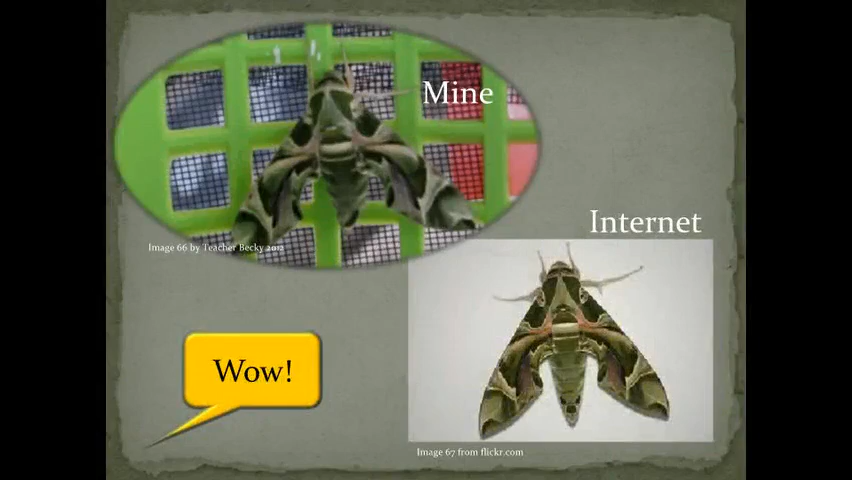 Mine
Image 66 by Teacher Becky 2012
Internet
Wow!
Image 67 from flickr.com